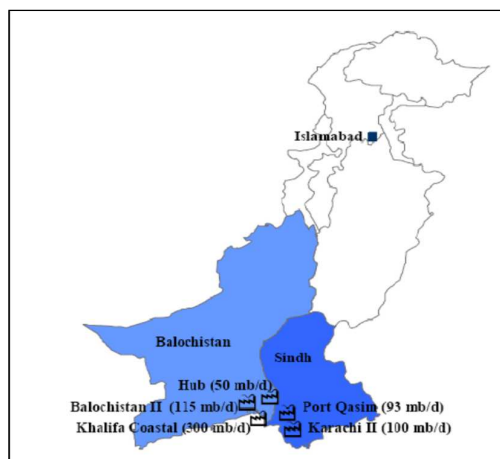 Islamabad
Balochistan
Sindh
Hub (50 mb/d)
Balochistan II (115 mb/d)
Port Qasim (93 mb/d)
Khalifa Coastal (300 mb/d)
Karachi II (100 mb/d)